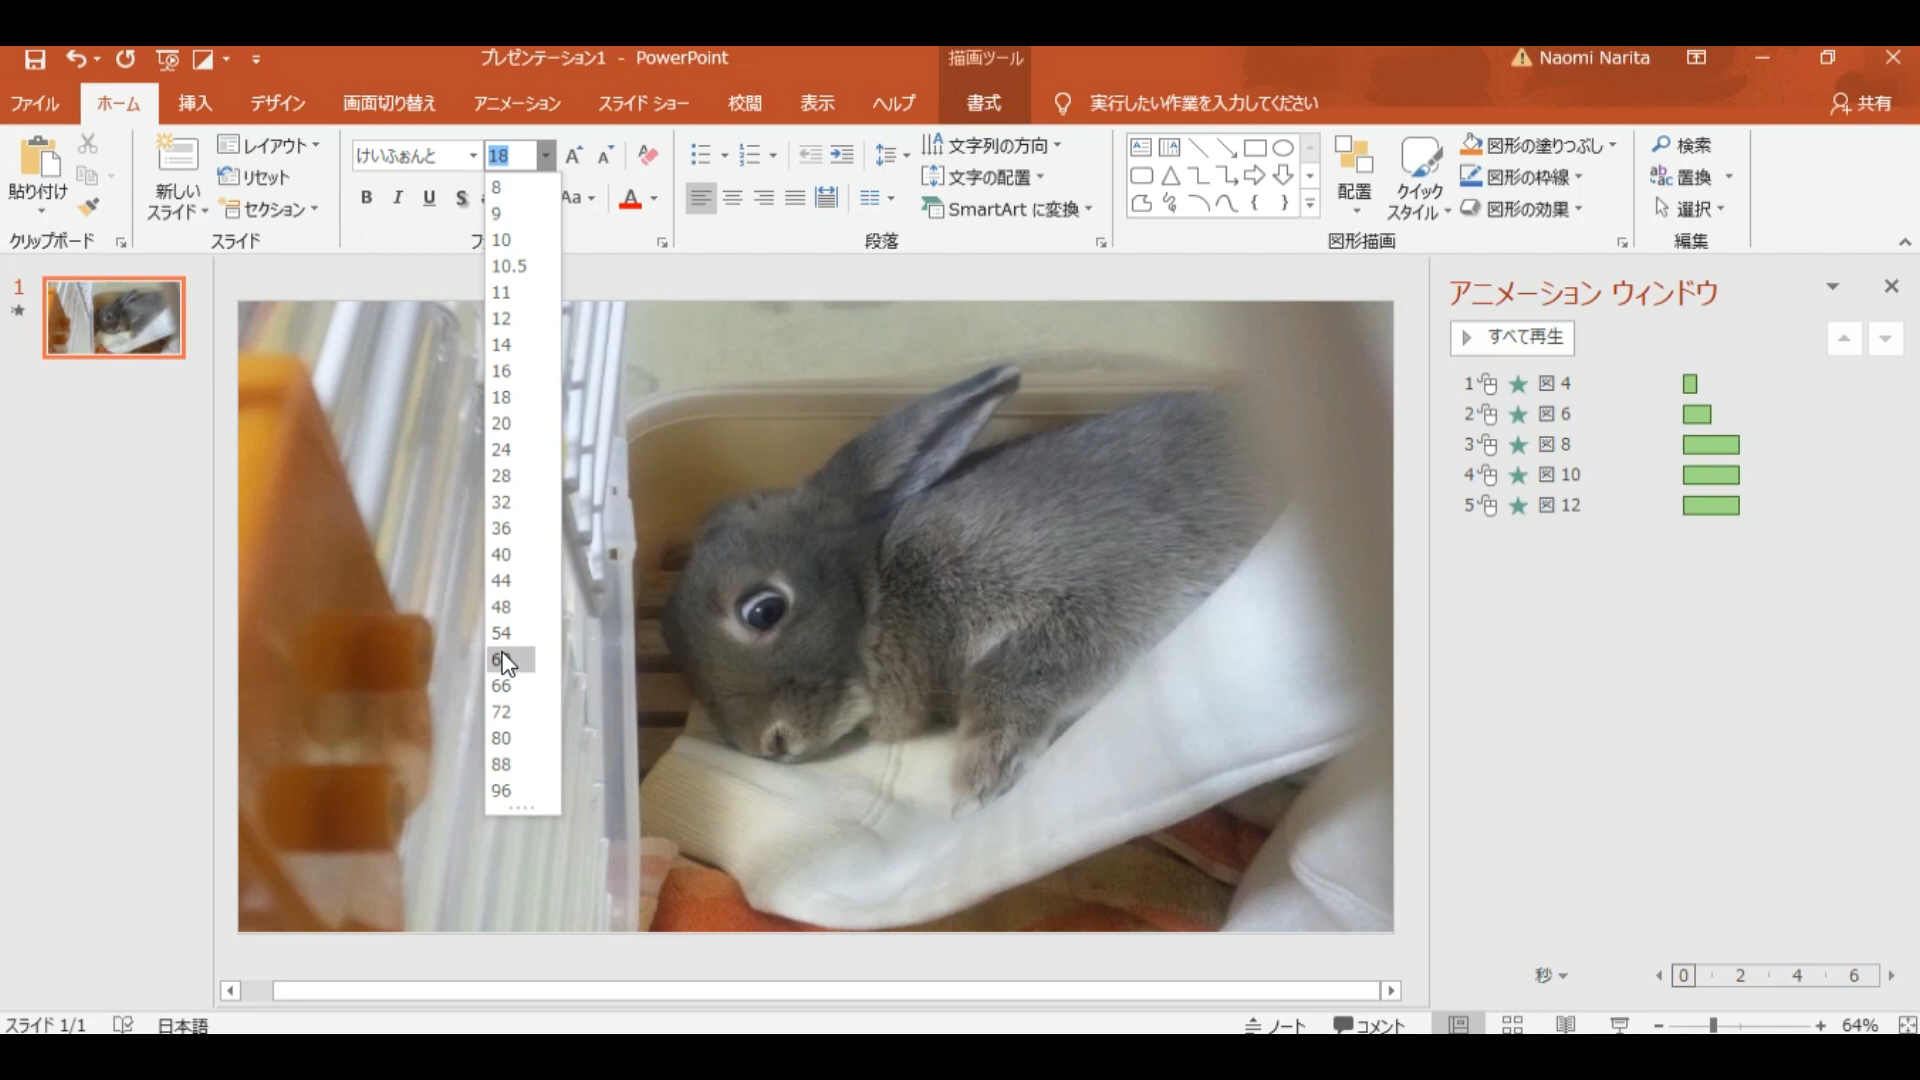 プレゼンテーション1 - PowerPoint
描画ツール
Naomi Narita
ファイル
ホーム
挿入
デザイン
画面切り替え
アニメーション
スライド ショー
校閲
表示
ヘルプ
書式
実行したい作業を入力してください
共有
貼り付け
クリップボード
新しい
スライド
レイアウト
リセット
セクション
スライド
けいふぉんと
18
B I U S
Aa
A
段落
文字列の方向
文字の配置
SmartArt に変換
配置
クイック
スタイル
図形の塗りつぶし
図形の枠線
図形の効果
図形描画
検索
置換
選択
編集
8
9
10
10.5
11
12
14
16
18
20
24
28
32
36
40
44
48
54
66
72
80
88
96
1
アニメーション ウィンドウ
すべて再生
1 図 4
2 図 6
3 図 8
4 図 10
5 図 12
秒
0 2 4 6
スライド 1/1
日本語
ノート
コメント
64%